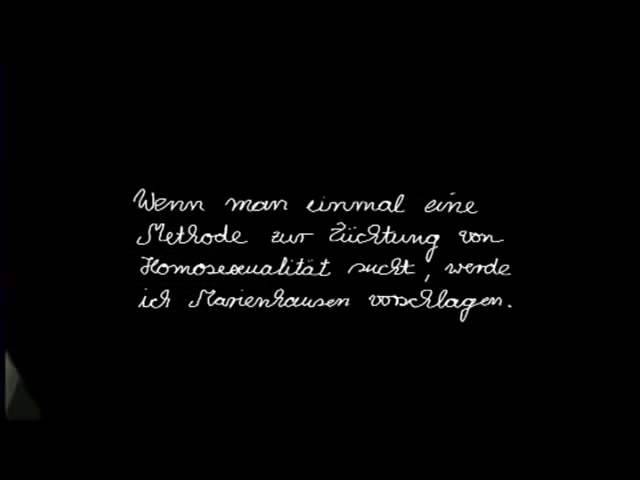 Wenn man einmal eine
Methode zur Züchtung von
Homosexualität sucht, werde
ich Marienhausen vorschlagen.